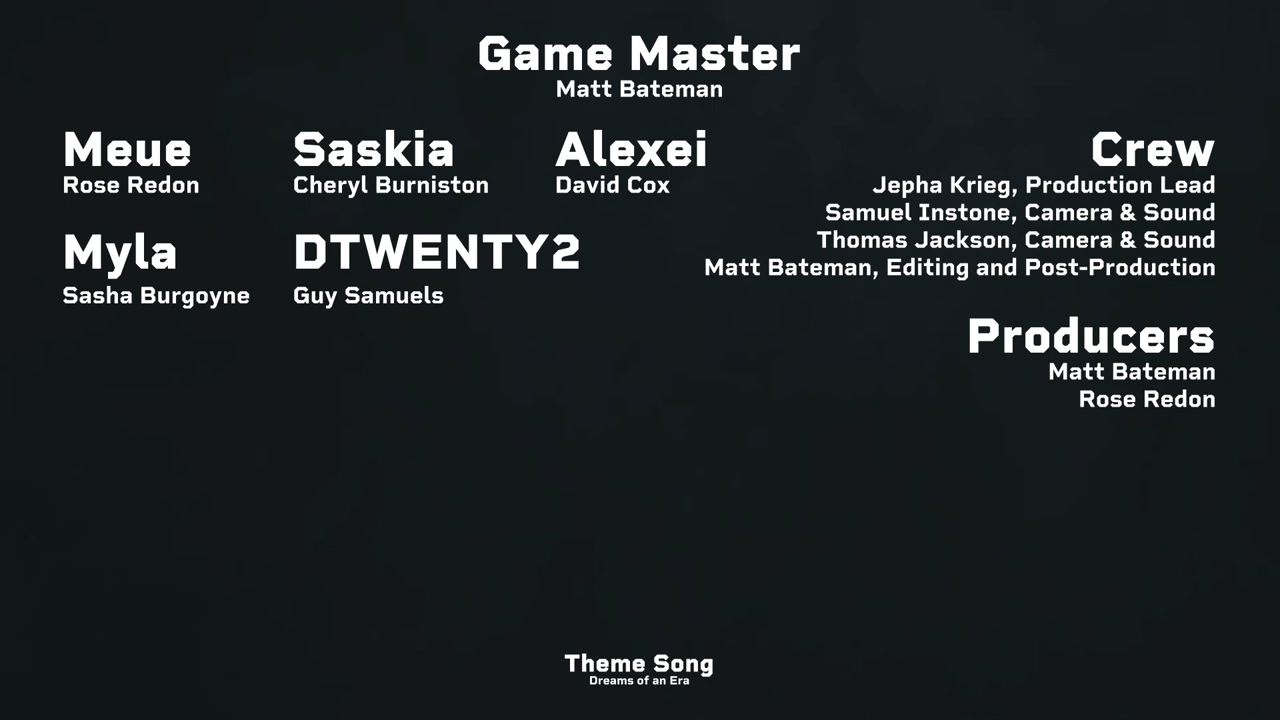 Game Master
Matt Bateman
Meue
Rose Redon
Saskia
Cheryl Burniston
Alexei
David Cox
Myla
Sasha Burgoyne
DTWENTY2
Guy Samuels
Crew
Jepha Krieg, Production Lead
Samuel Instone, Camera & Sound
Thomas Jackson, Camera & Sound
Matt Bateman, Editing and Post-Production
Producers
Matt Bateman
Rose Redon
Theme Song
Dreams of an Era